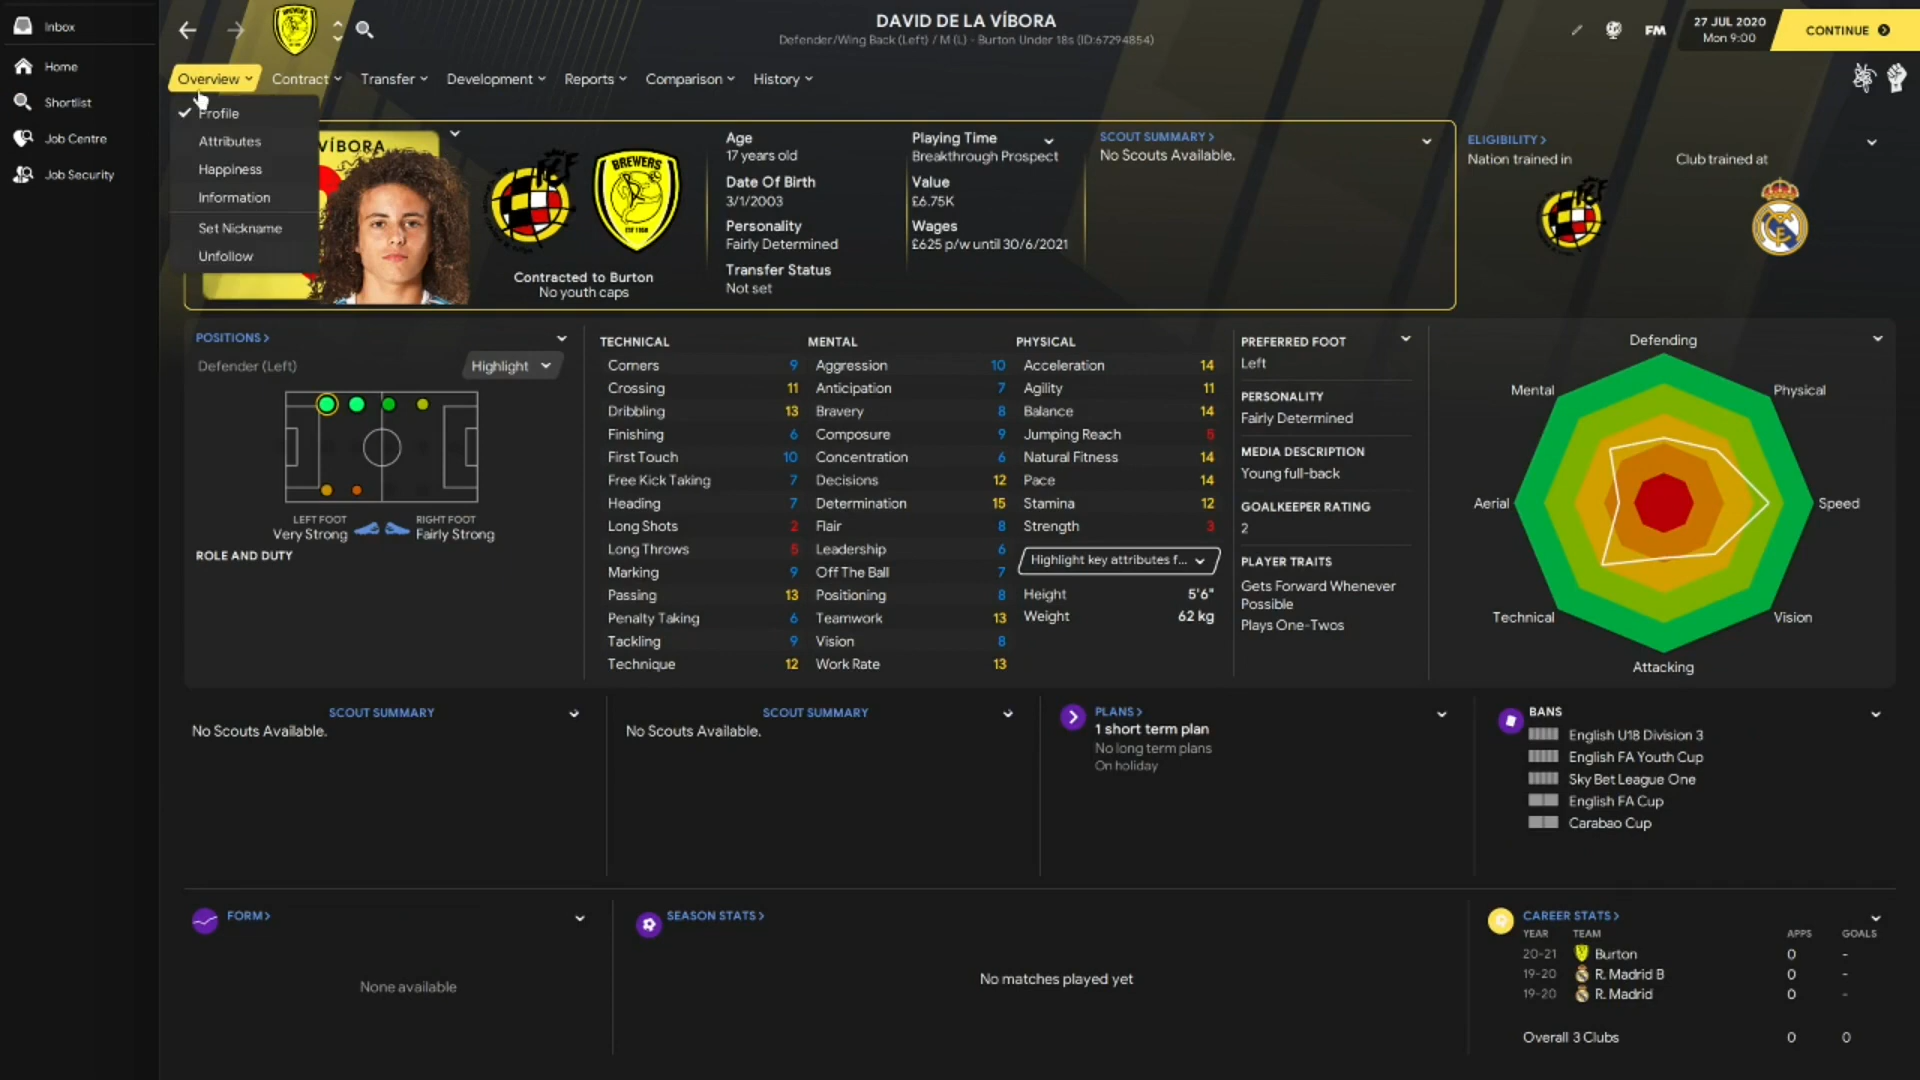 Inbox
Home
Shortlist
Job Centre
Job Security
DAVID DE LA VÍBORA
Defender/Wing Back (Left) / M (L) - Burton Under 18s (ID:67294854)
FM
27 JUL 2020
Mon 9:00
CONTINUE
Overview
Contract
Transfer
Development
Reports
Comparison
History
Profile
Attributes
Happiness
Information
Set Nickname
Unfollow
VÍBORA
BREWERS
Contracted to Burton
No youth caps
Age
17 years old
Date Of Birth
3/1/2003
Personality
Fairly Determined
Transfer Status
Not set
Playing Time
Breakthrough Prospect
Value
£6.75K
Wages
£625 p/w until 30/6/2021
SCOUT SUMMARY >
No Scouts Available.
ELIGIBILITY >
Nation trained in
Club trained at
POSITIONS >
Defender (Left)
Highlight
LEFT FOOT
Very Strong
RIGHT FOOT
Fairly Strong
ROLE AND DUTY
TECHNICAL
Corners 9
Crossing 11
Dribbling 13
Finishing 6
First Touch 10
Free Kick Taking 7
Heading 7
Long Shots 2
Long Throws 5
Marking 9
Passing 13
Penalty Taking 6
Tackling 9
Technique 12
MENTAL
Aggression 10
Anticipation 7
Bravery 8
Composure 9
Concentration 6
Decisions 12
Determination 15
Flair 8
Leadership 6
Off The Ball 7
Positioning 8
Teamwork 13
Vision 8
Work Rate 13
PHYSICAL
Acceleration 14
Agility 11
Balance 14
Jumping Reach 5
Natural Fitness 14
Pace 14
Stamina 12
Strength 3
Highlight key attributes f...
Height 5'6"
Weight 62 kg
PREFERRED FOOT
Left
PERSONALITY
Fairly Determined
MEDIA DESCRIPTION
Young full-back
GOALKEEPER RATING
2
PLAYER TRAITS
Gets Forward Whenever
Possible
Plays One-Twos
Defending
Mental
Physical
Aerial
Speed
Technical
Vision
Attacking
SCOUT SUMMARY
No Scouts Available.
SCOUT SUMMARY
No Scouts Available.
PLANS >
1 short term plan
No long term plans
On holiday
BANS
English U18 Division 3
English FA Youth Cup
Sky Bet League One
English FA Cup
Carabao Cup
FORM >
None available
SEASON STATS >
No matches played yet
CAREER STATS >
YEAR TEAM APPS GOALS
20-21 Burton 0 -
19-20 R. Madrid B 0 -
19-20 R. Madrid 0 -
Overall 3 Clubs 0 0